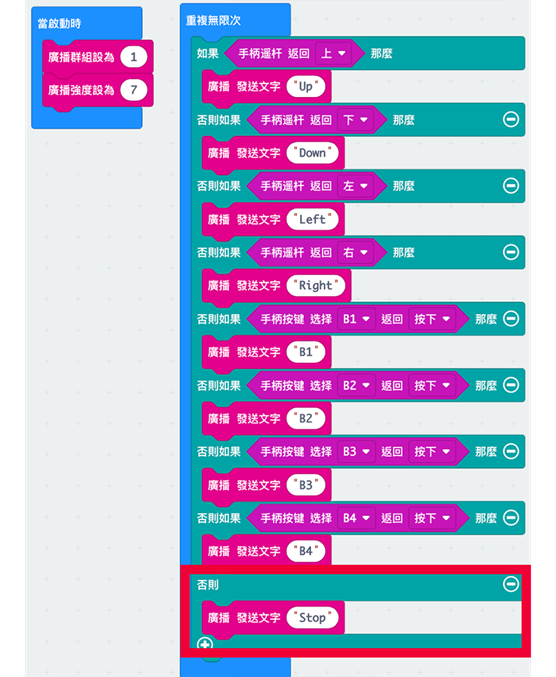 當啟動時
廣播群組設為 1
廣播強度設為 7
重複無限次
如果 手柄遥杆 返回 上 那麼
廣播 發送文字 "Up"
否則如果 手柄遥杆 返回 下 那麼
廣播 發送文字 "Down"
否則如果 手柄遥杆 返回 左 那麼
廣播 發送文字 "Left"
否則如果 手柄遥杆 返回 右 那麼
廣播 發送文字 "Right"
否則如果 手柄按键 选择 B1 返回 按下 那麼
廣播 發送文字 "B1"
否則如果 手柄按键 选择 B2 返回 按下 那麼
廣播 發送文字 "B2"
否則如果 手柄按键 选择 B3 返回 按下 那麼
廣播 發送文字 "B3"
否則如果 手柄按键 选择 B4 返回 按下 那麼
廣播 發送文字 "B4"
否則
廣播 發送文字 "Stop"